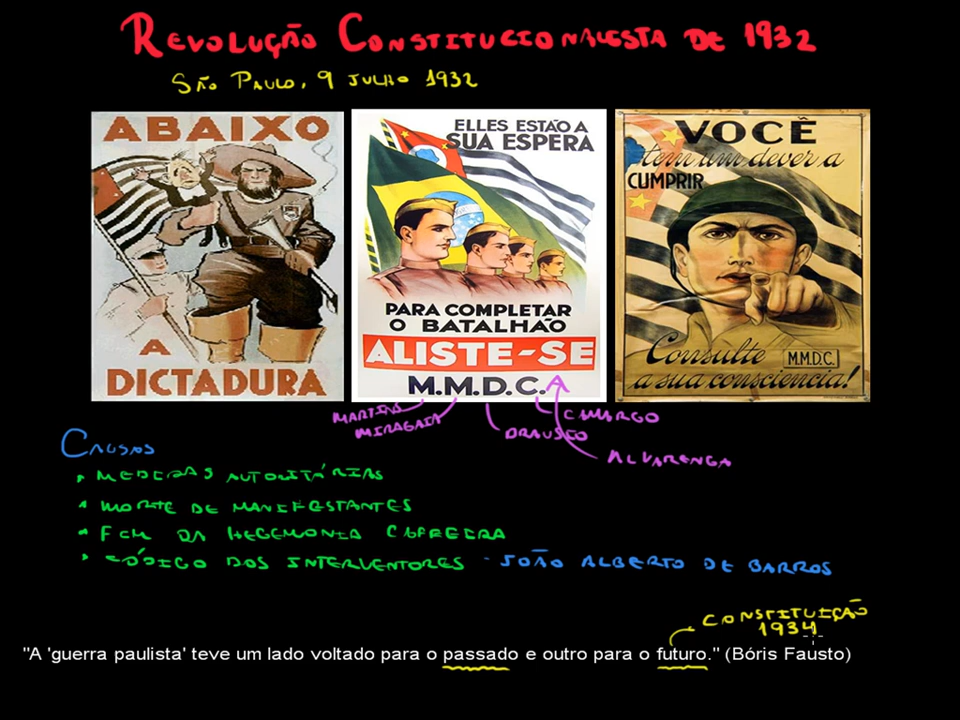 REVOLUÇÃO CONSTITUCIONALISTA DE 1932
SÃO PAULO, 9 JULHO 1932
ABAIXO
A
DICTADURA
ELLES ESTÃO A
SUA ESPERA
PARA COMPLETAR
O BATALHÃO
ALISTE-SE
M.M.D.C.A
VOCÊ
tem um dever a
CUMPRIR
Consulte M.M.D.C.
a sua consciencia!
MARTINS
MIRAGAIA
DRAUSIO
CAMARGO
ALVARENGA
CAUSAS
• MEDIDAS AUTORITÁRIAS
• MORTE DE MANIFESTANTES
• FIM DA HEGEMONIA CAFEEIRA
• CÓDIGO DOS INTERVENTORES - JOÃO ALBERTO DE BARROS
CONSTITUIÇÃO
1934
"A 'guerra paulista' teve um lado voltado para o passado e outro para o futuro." (Bóris Fausto)